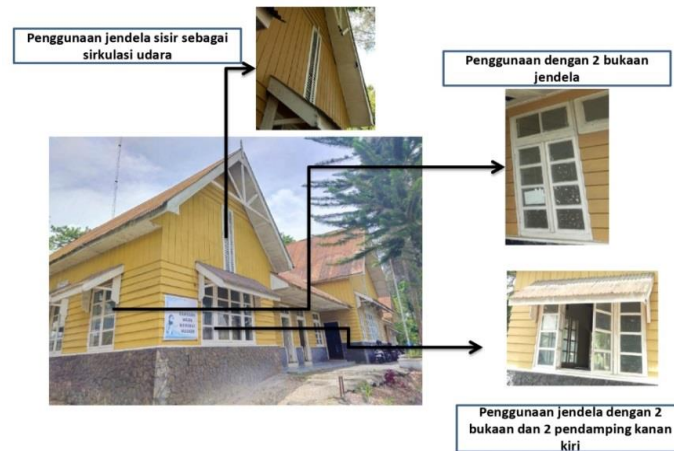 Penggunaan jendela sisir sebagai
sirkulasi udara
Penggunaan dengan 2 bukaan
jendela
Penggunaan jendela dengan 2
bukaan dan 2 pendamping kanan
kiri